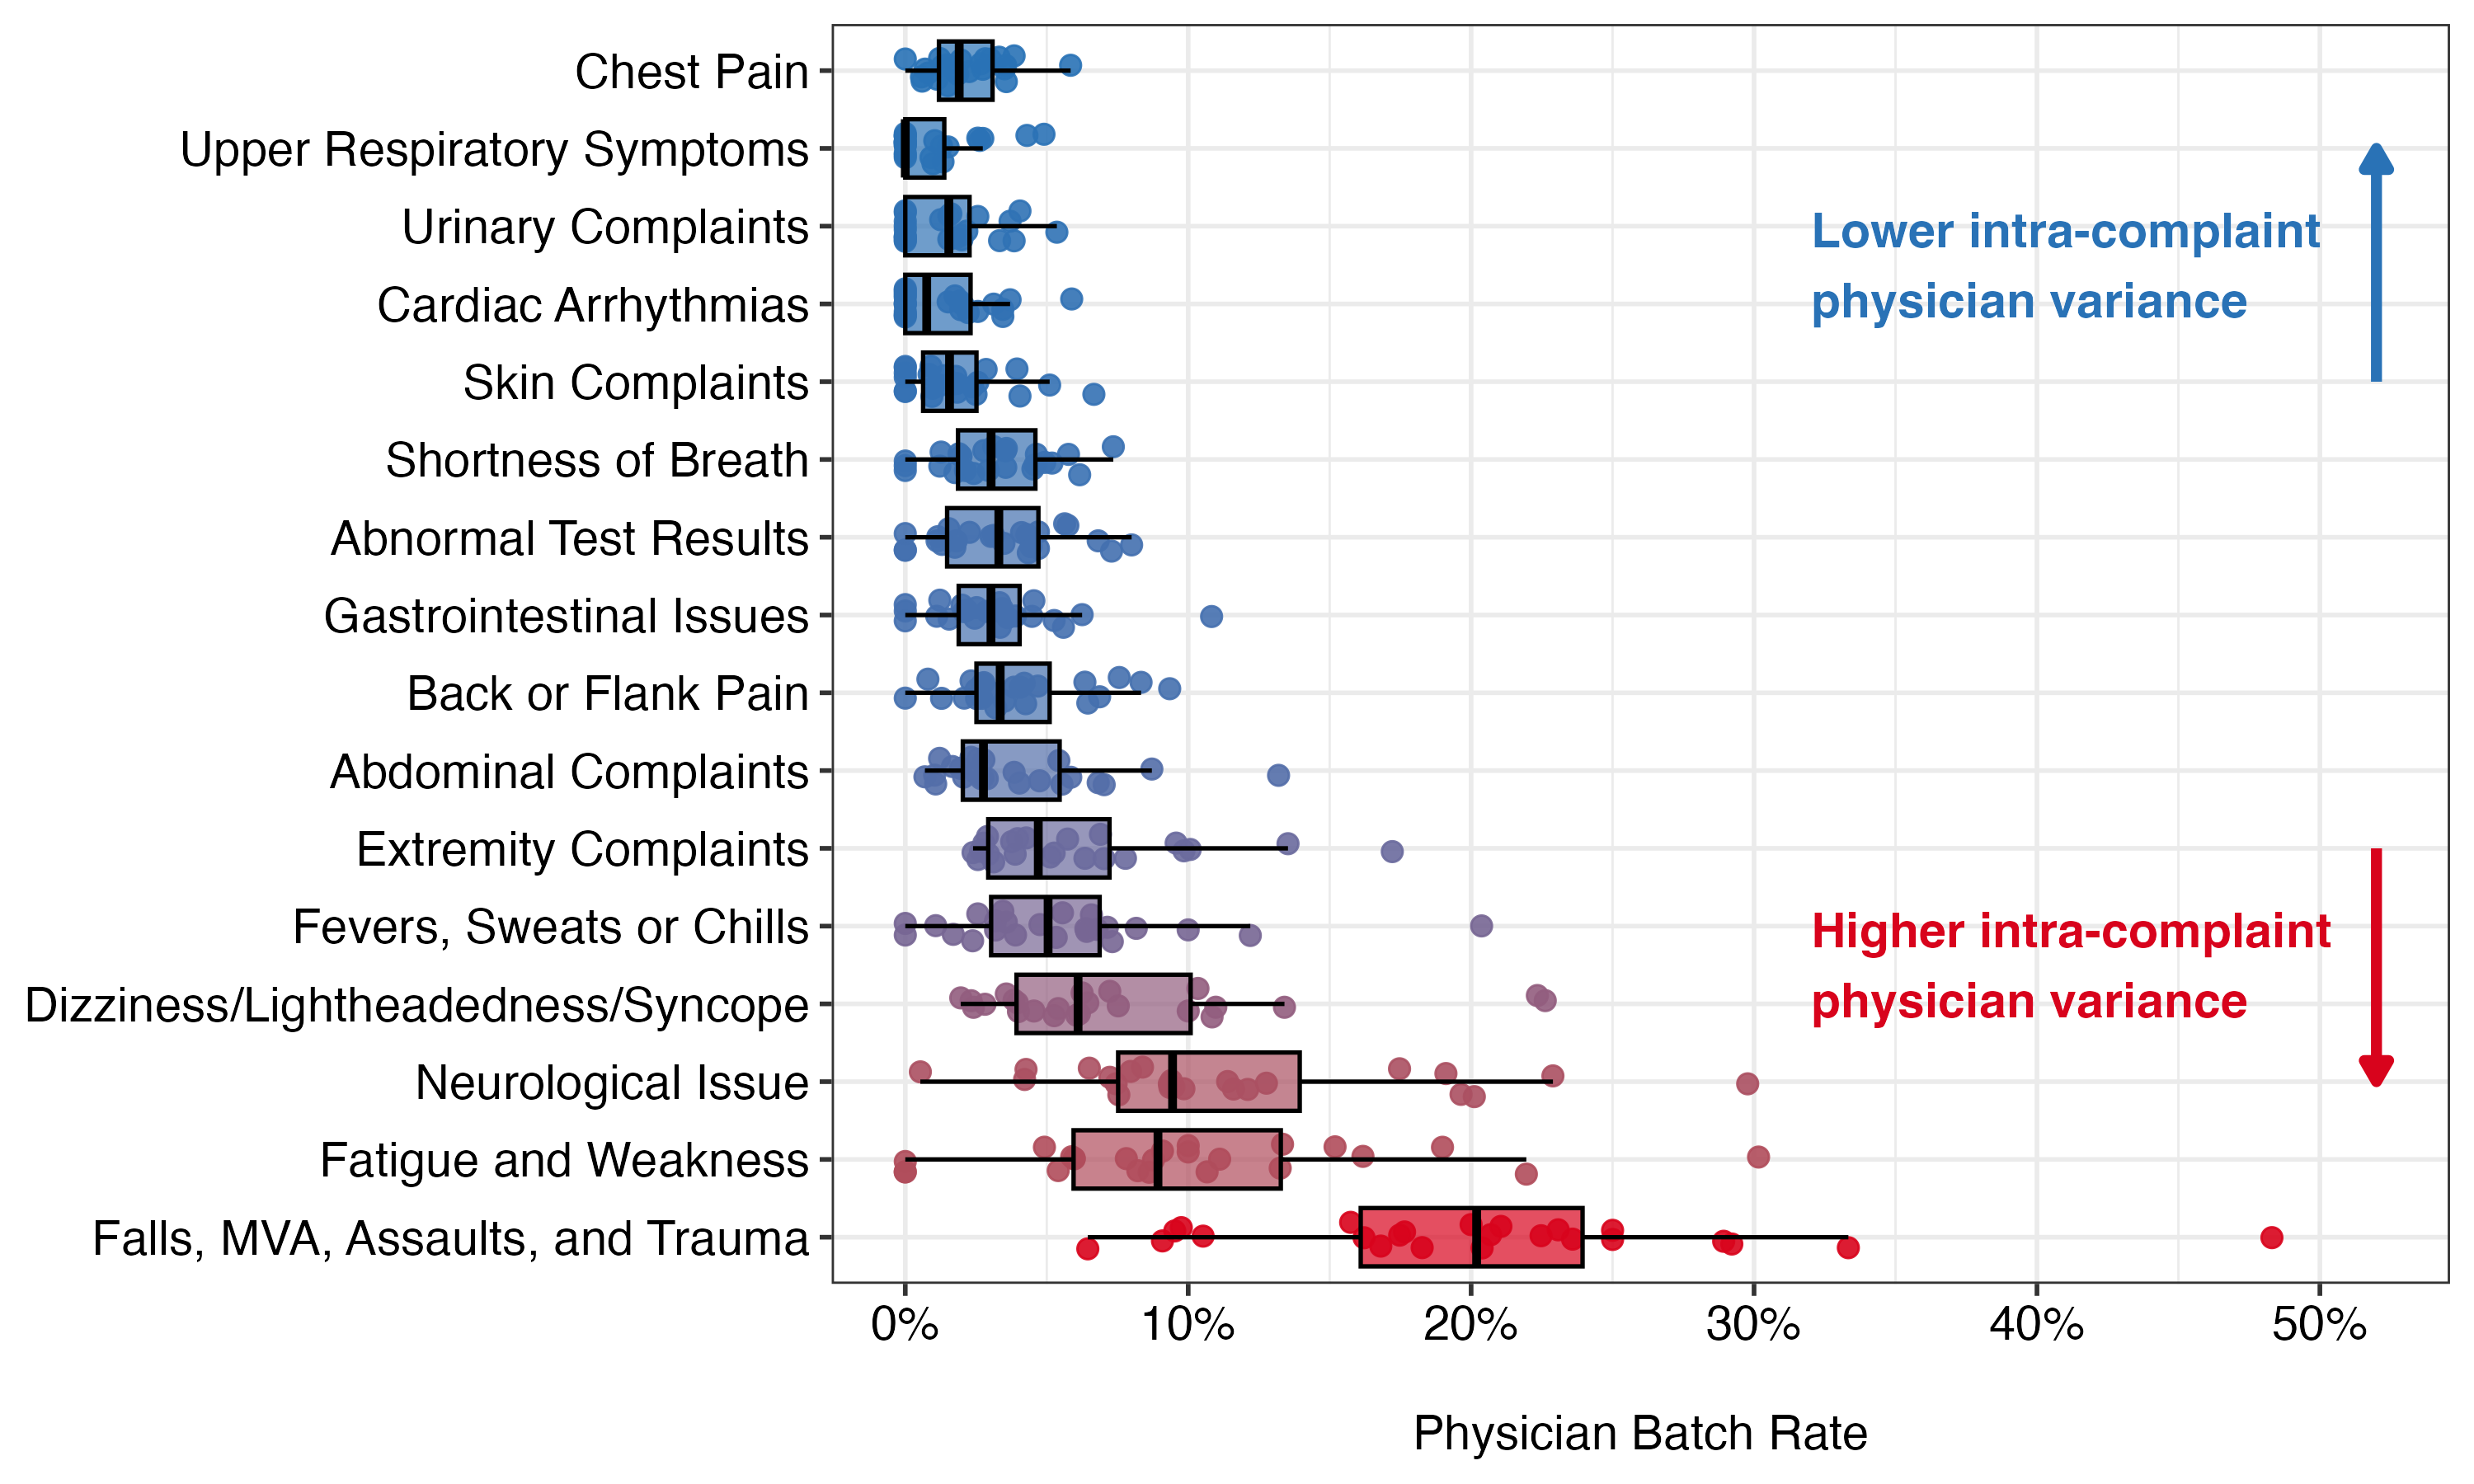 Chest Pain
Upper Respiratory Symptoms
Urinary Complaints
Cardiac Arrhythmias
Skin Complaints
Shortness of Breath
Abnormal Test Results
Gastrointestinal Issues
Back or Flank Pain
Abdominal Complaints
Extremity Complaints
Fevers, Sweats or Chills
Dizziness/Lightheadedness/Syncope
Neurological Issue
Fatigue and Weakness
Falls, MVA, Assaults, and Trauma
Lower intra-complaint
physician variance
Higher intra-complaint
physician variance
0% 10% 20% 30% 40% 50%
Physician Batch Rate